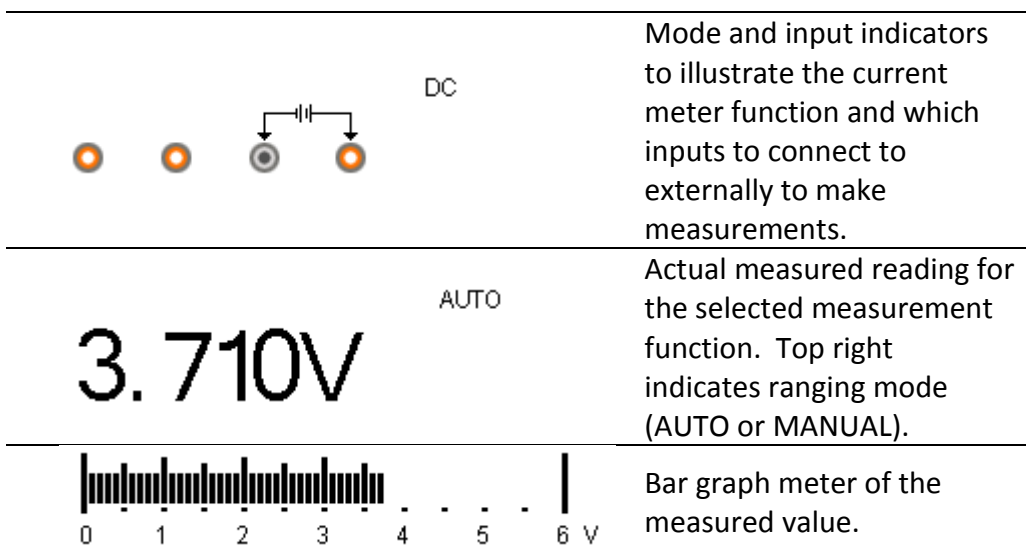 DC
Mode and input indicators
to illustrate the current
meter function and which
inputs to connect to
externally to make
measurements.
AUTO
3.710V
Actual measured reading for
the selected measurement
function. Top right
indicates ranging mode
(AUTO or MANUAL).
0 1 2 3 4 5 6 V
Bar graph meter of the
measured value.